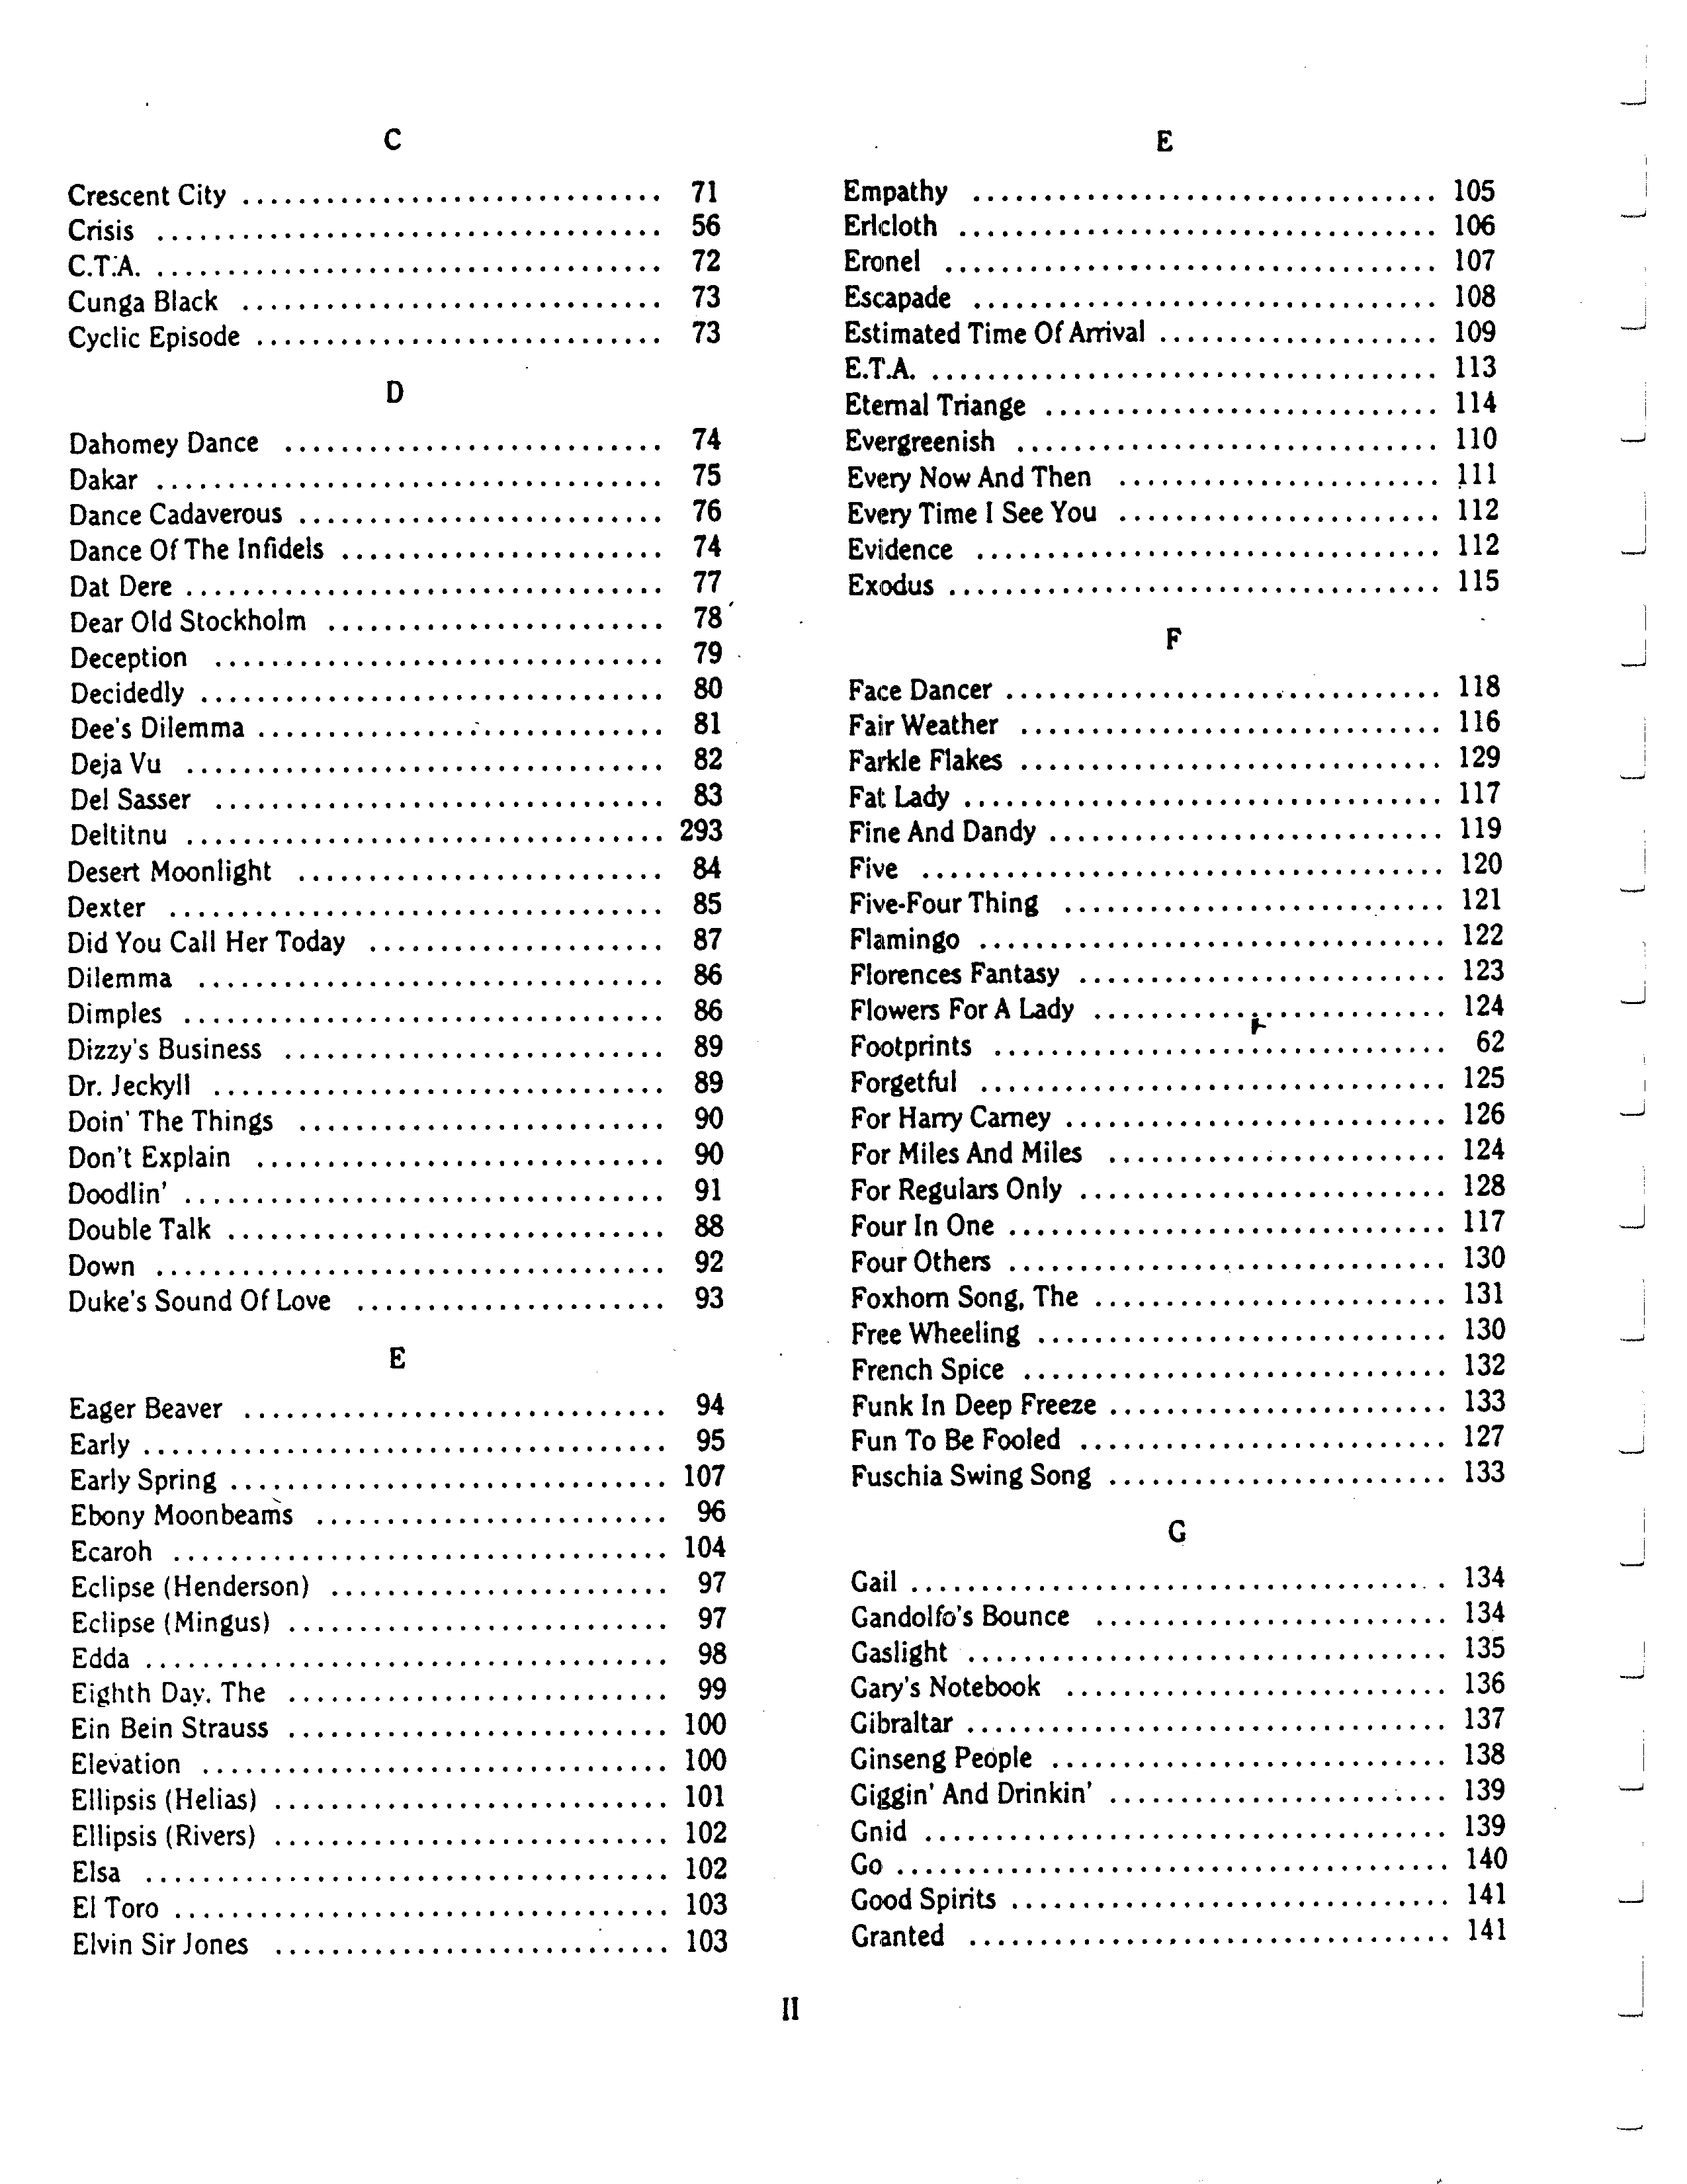 C
Crescent City .............................. 71
Crisis .................................... 56
C.T.A. .................................... 72
Cunga Black .............................. 73
Cyclic Episode ............................. 73
D
Dahomey Dance ........................... 74
Dakar .................................... 75
Dance Cadaverous .......................... 76
Dance Of The Infidels ....................... 74
Dat Dere .................................. 77
Dear Old Stockholm ........................ 78
Deception ................................ 79
Decidedly ................................. 80
Dee's Dilemma ............................. 81
Deja Vu .................................. 82
Del Sasser ................................ 83
Deltitnu .................................. 293
Desert Moonlight .......................... 84
Dexter ................................... 85
Did You Call Her Today ..................... 87
Dilemma ................................. 86
Dimples .................................. 86
Dizzy's Business ........................... 89
Dr. Jeckyll ................................ 89
Doin' The Things .......................... 90
Don't Explain ............................. 90
Doodlin' .................................. 91
Double Talk ............................... 88
Down .................................... 92
Duke's Sound Of Love ...................... 93
E
Eager Beaver .............................. 94
Early ..................................... 95
Early Spring ............................... 107
Ebony Moonbeams ......................... 96
Ecaroh ................................... 104
Eclipse (Henderson) ........................ 97
Eclipse (Mingus) ........................... 97
Edda ..................................... 98
Eighth Day, The ........................... 99
Ein Bein Strauss ........................... 100
Elevation ................................. 100
Ellipsis (Helias) ............................ 101
Ellipsis (Rivers) ............................ 102
Elsa ..................................... 102
El Toro ................................... 103
Elvin Sir Jones ............................ 103
E
Empathy ................................. 105
Erlcloth .................................. 106
Eronel ................................... 107
Escapade ................................. 108
Estimated Time Of Arrival .................... 109
E.T.A. .................................... 113
Eternal Triange ............................ 114
Evergreenish .............................. 110
Every Now And Then ....................... 111
Every Time I See You ....................... 112
Evidence ................................. 112
Exodus ................................... 115
F
Face Dancer ............................... 118
Fair Weather .............................. 116
Farkle Flakes .............................. 129
Fat Lady .................................. 117
Fine And Dandy ............................ 119
Five ..................................... 120
Five-Four Thing ........................... 121
Flamingo ................................. 122
Florences Fantasy .......................... 123
Flowers For A Lady ......................... 124
Footprints ................................ 62
Forgetful ................................. 125
For Harry Carney ........................... 126
For Miles And Miles ........................ 124
For Regulars Only .......................... 128
Four In One ............................... 117
Four Others ............................... 130
Foxhorn Song, The ......................... 131
Free Wheeling ............................. 130
French Spice .............................. 132
Funk In Deep Freeze ........................ 133
Fun To Be Fooled .......................... 127
Fuschia Swing Song ........................ 133
G
Gail ...................................... 134
Gandolfo's Bounce ......................... 134
Gaslight .................................. 135
Gary's Notebook ........................... 136
Gibraltar .................................. 137
Ginseng People ............................ 138
Giggin' And Drinkin' ........................ 139
Gnid ..................................... 139
Go ....................................... 140
Good Spirits ............................... 141
Granted .................................. 141
II